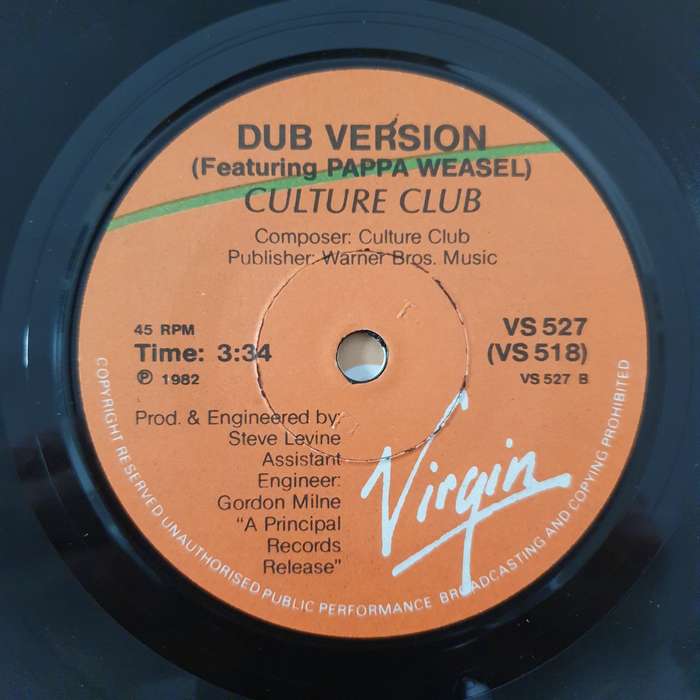 DUB VERSION
(Featuring PAPPA WEASEL)
CULTURE CLUB
Composer: Culture Club
Publisher: Warner Bros. Music
45 RPM
Time: 3:34
Ⓟ 1982
VS 527
(VS 518)
VS 527 B
Prod. & Engineered by:
Steve Levine
Assistant
Engineer:
Gordon Milne
"A Principal
Records
Release"
Virgin
COPYRIGHT RESERVED UNAUTHORISED PUBLIC PERFORMANCE BROADCASTING AND COPYING PROHIBITED